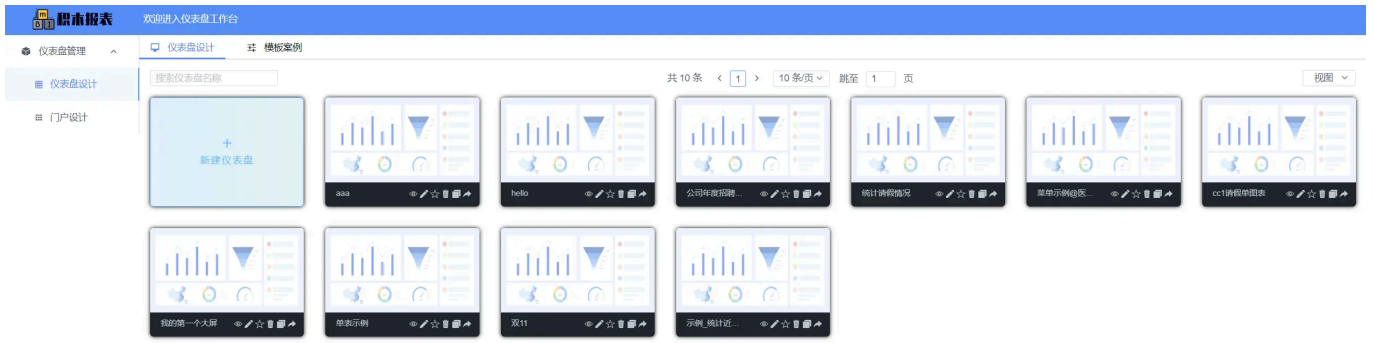 积木报表
欢迎进入仪表盘工作台
仪表盘管理
仪表盘设计
模板案例
仪表盘设计
门户设计
搜索仪表盘名称
共 10 条
1
10 条/页
跳至 1 页
视图
+
新建仪表盘
aaa
hello
公司年度招聘...
统计请假情况
菜单示例@医...
cc1请假单图表
我的第一个大屏
单表示例
双11
示例_统计近...